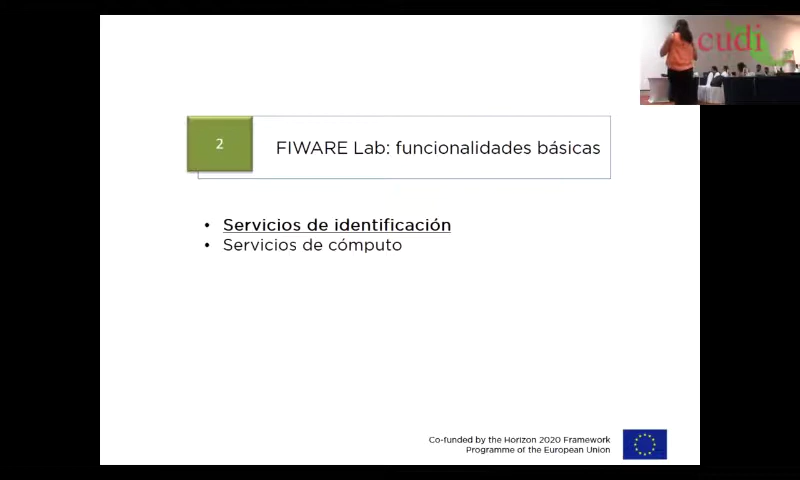 cudi
2
FIWARE Lab: funcionalidades básicas
• Servicios de identificación
• Servicios de cómputo
Co-funded by the Horizon 2020 Framework
Programme of the European Union